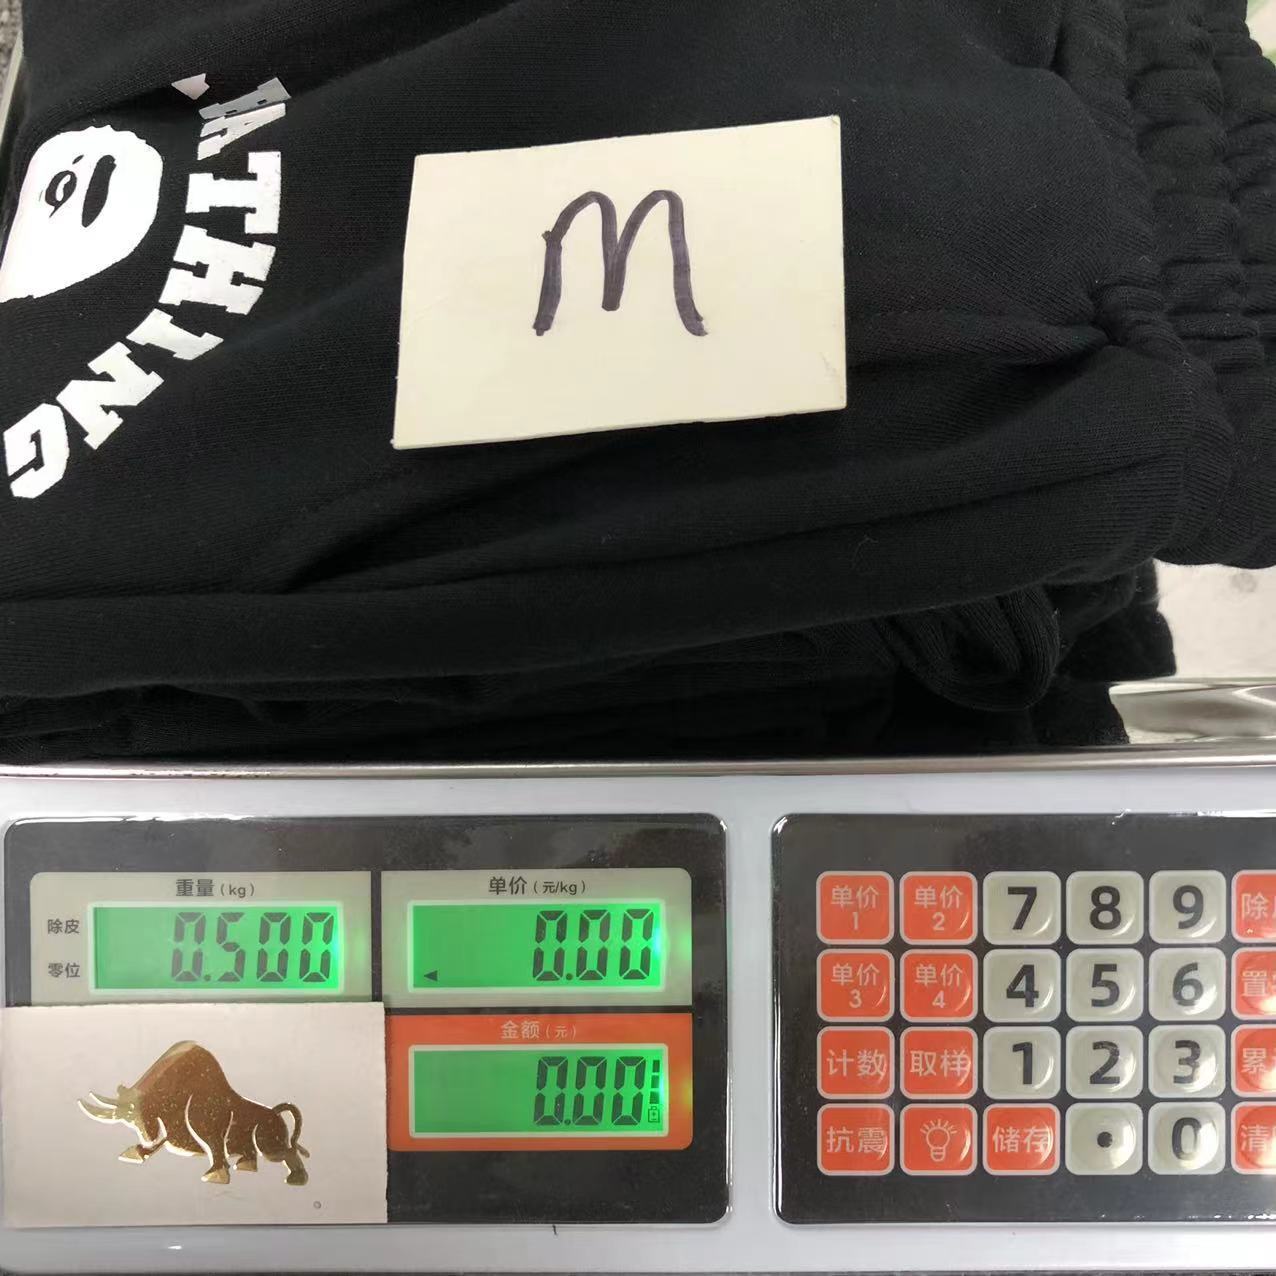 ATHING
M
重量(kg)
单价(元/kg)
除皮
零位
0.500
0.00
金额(元)
0.00
单价1
单价2
7
8
9
除
单价3
单价4
4
5
6
置
计数
取样
1
2
3
累
抗震
储存
.
0
清